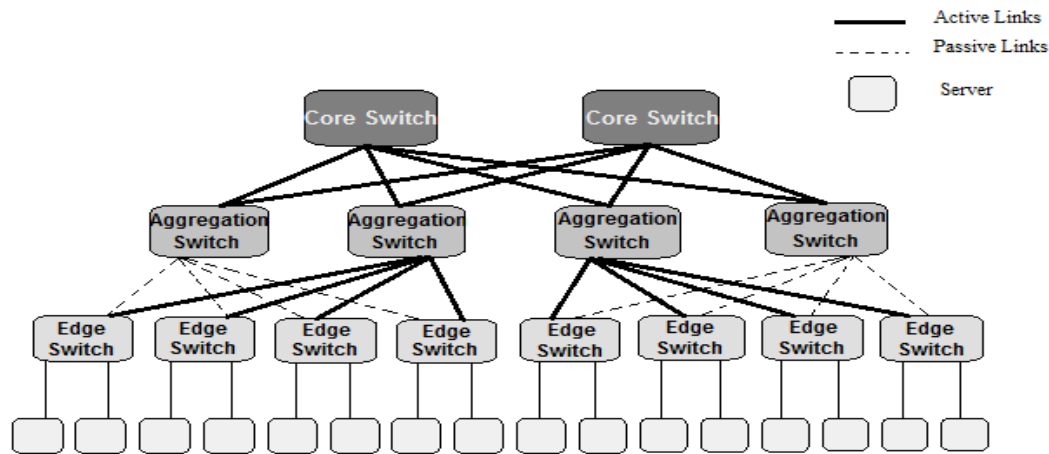 Active Links
Passive Links
Server
Core Switch
Core Switch
Aggregation
Switch
Aggregation
Switch
Aggregation
Switch
Aggregation
Switch
Edge
Switch
Edge
Switch
Edge
Switch
Edge
Switch
Edge
Switch
Edge
Switch
Edge
Switch
Edge
Switch